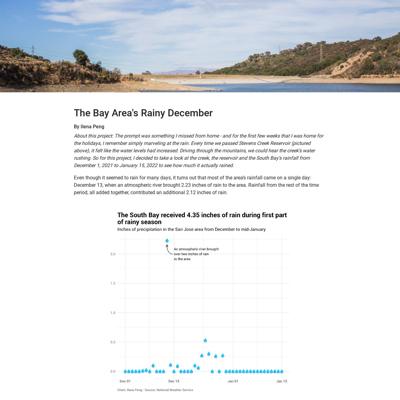 The Bay Area's Rainy December
By Ilena Peng
About this project: The prompt was something I missed from home - and for the first few weeks that I was home for
the holidays, I remember simply marveling at the rain. Every time we passed Stevens Creek Reservoir (pictured
above), it felt like the water levels had increased. Driving through the mountains, we could hear the creek's water
rushing. So for this project, I decided to take a look at the creek, the reservoir and the South Bay's rainfall from
December 1, 2021 to January 15, 2022 to see how much it actually rained.
Even though it seemed to rain for many days, it turns out that most of the area's rainfall came on a single day:
December 13, when an atmospheric river brought 2.23 inches of rain to the area. Rainfall from the rest of the time
period, all added together, contributed an additional 2.12 inches of rain.
The South Bay received 4.35 inches of rain during first part
of rainy season
Inches of precipitation in the San Jose area from December to mid-January
An atmospheric river brought
over two inches of rain
to the area
2.0
1.5
1.0
0.5
0.0
Dec 01
Dec 15
Jan 01
Jan 15
Chart: Ilena Peng · Source: National Weather Service